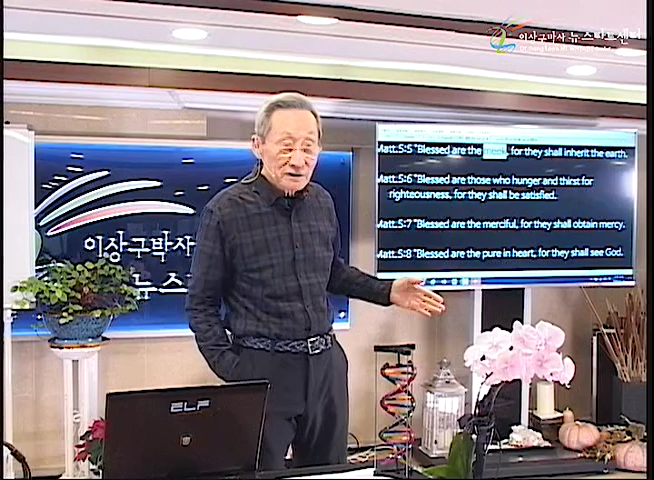 이상구박사 뉴스타트센터
Matt.5:5 "Blessed are the meek, for they shall inherit the earth.
Matt.5:6 "Blessed are those who hunger and thirst for
righteousness, for they shall be satisfied.
Matt.5:7 "Blessed are the merciful, for they shall obtain mercy.
Matt.5:8 "Blessed are the pure in heart, for they shall see God.
이상구박사
뉴스
ELF